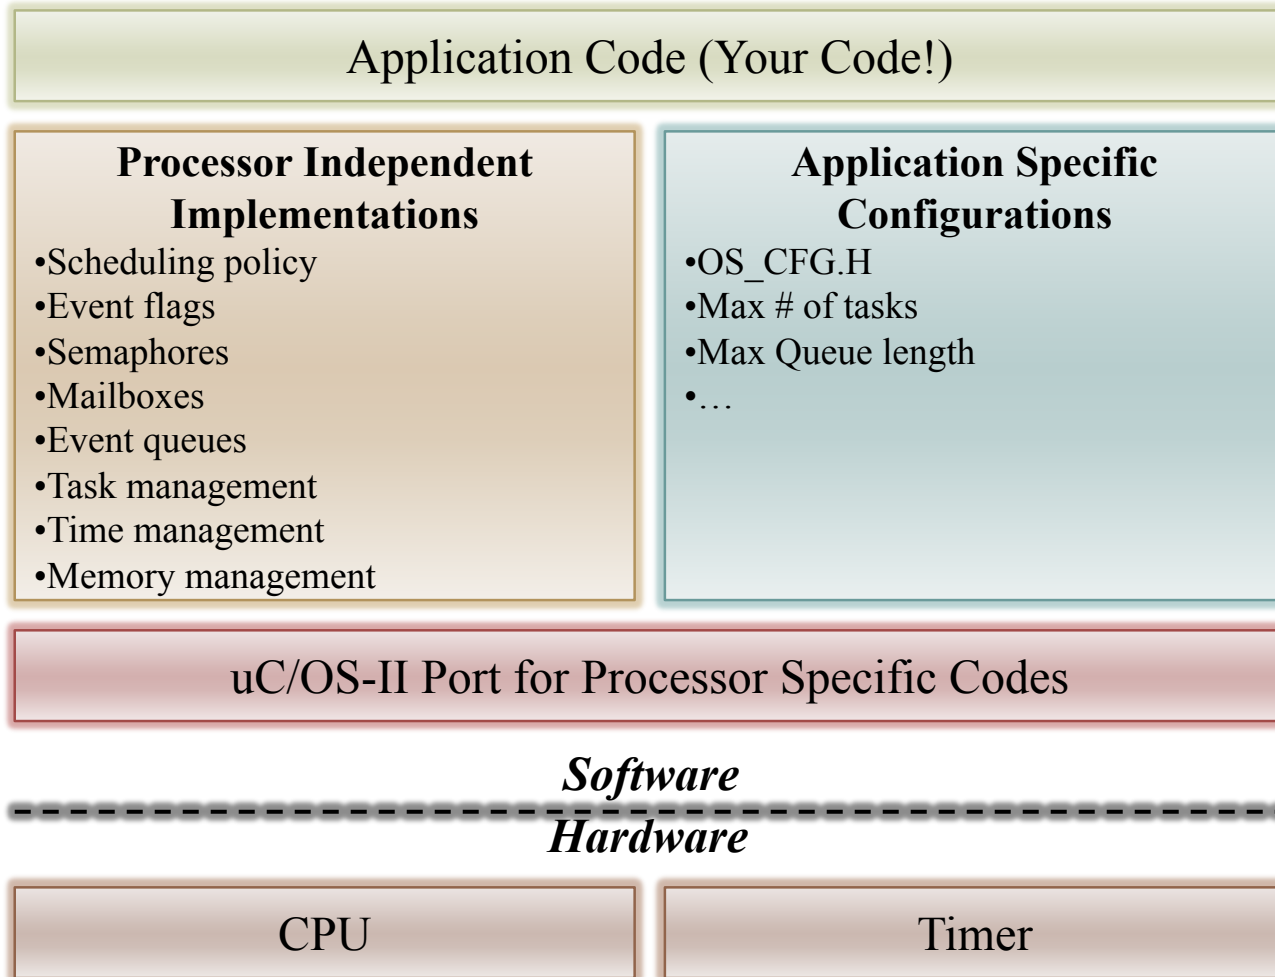 Application Code (Your Code!)
Processor Independent
Implementations
•Scheduling policy
•Event flags
•Semaphores
•Mailboxes
•Event queues
•Task management
•Time management
•Memory management
Application Specific
Configurations
•OS_CFG.H
•Max # of tasks
•Max Queue length
•…
uC/OS-II Port for Processor Specific Codes
Software
Hardware
CPU
Timer